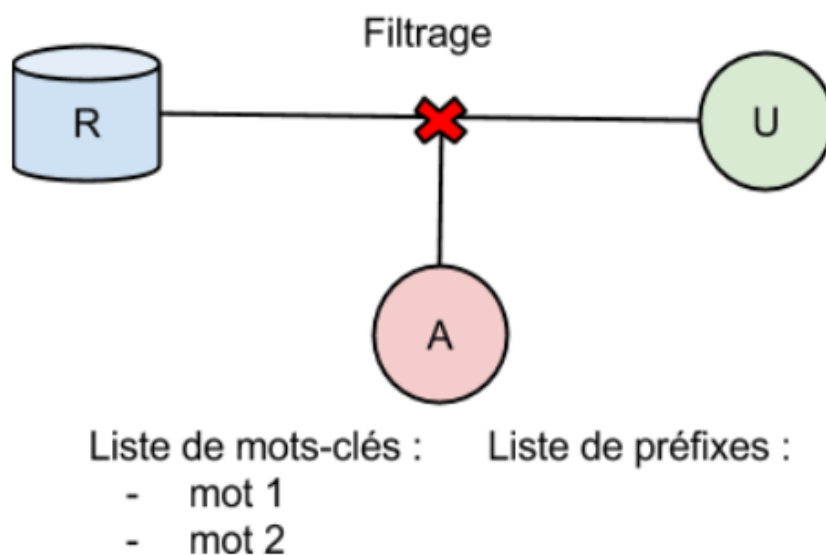 Filtrage
R
U
A
Liste de mots-clés :
- mot 1
- mot 2
Liste de préfixes :